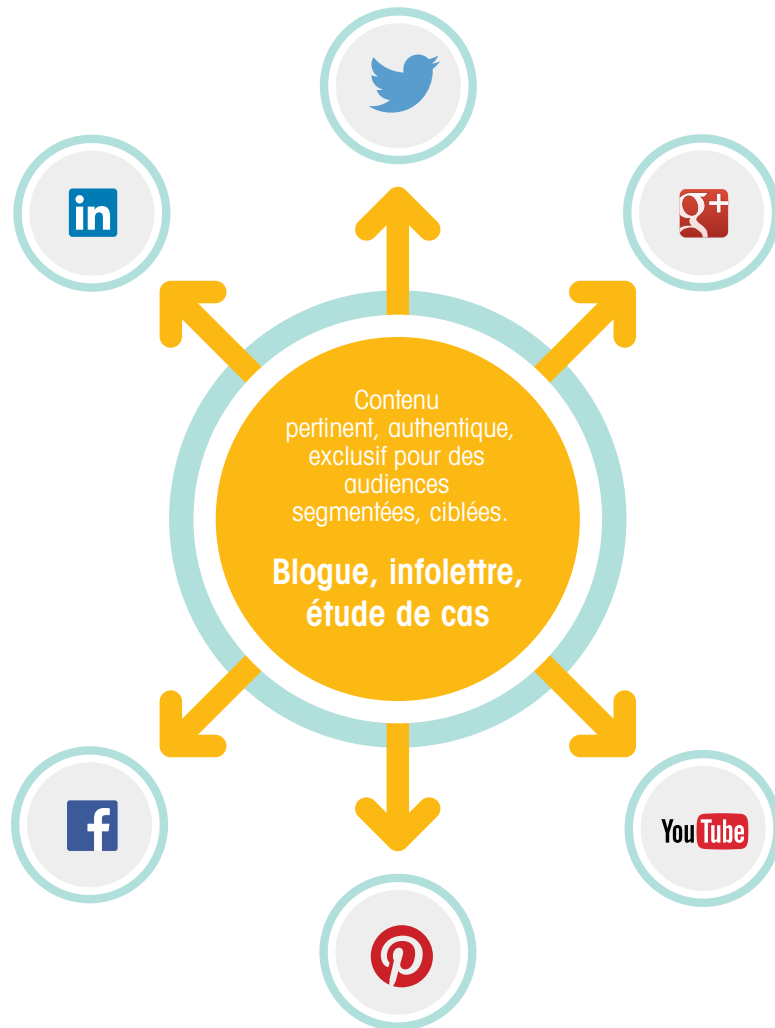 in
g+
Contenu
pertinent, authentique,
exclusif pour des
audiences
segmentées, ciblées.
Blogue, infolettre,
étude de cas
f
YouTube
p